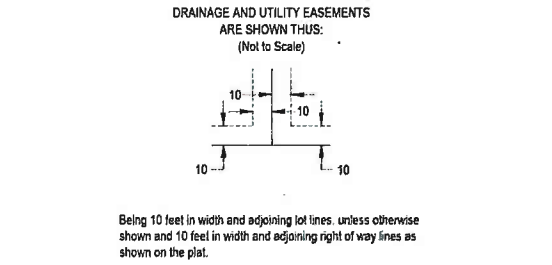 DRAINAGE AND UTILITY EASEMENTS
ARE SHOWN THUS:
(Not to Scale)
10
10
10
10
Being 10 feet in width and adjoining lot lines, unless otherwise
shown and 10 feet in width and adjoining right of way lines as
shown on the plat.